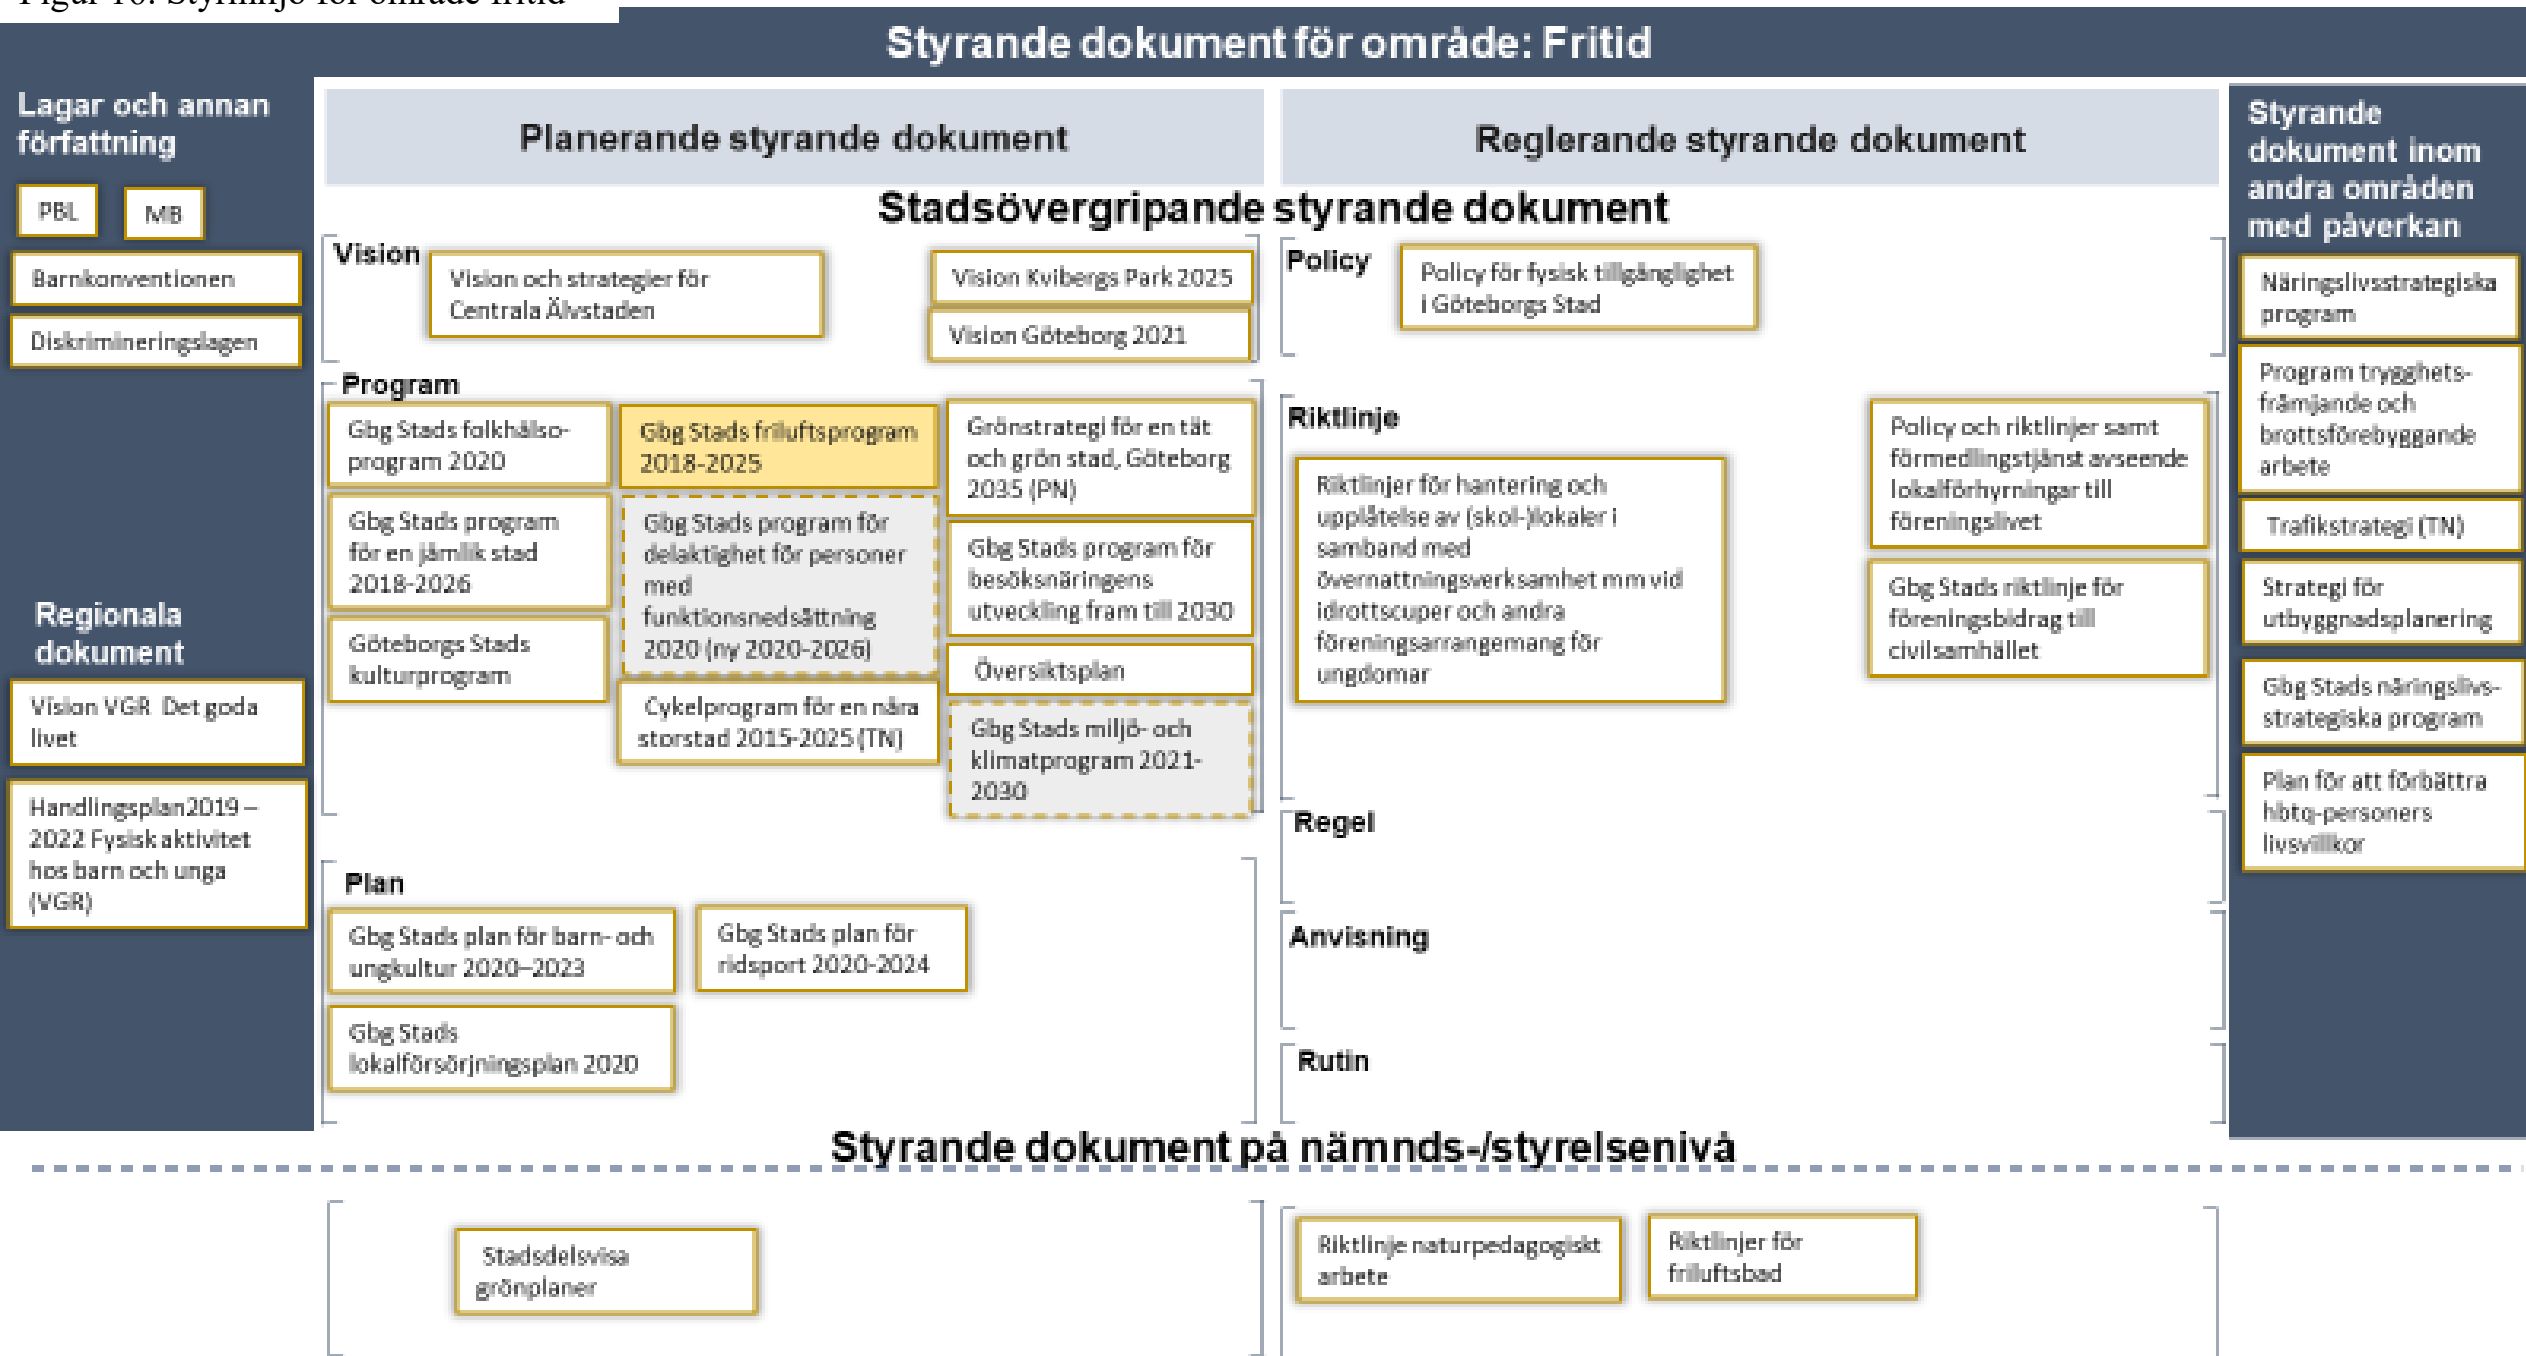 Styrande dokument för område: Fritid
Lagar och annan
författning
PBL
MB
Barnkonventionen
Diskrimineringslagen
Regionala
dokument
Vision VGR Det goda
livet
Handlingsplan2019 –
2022 Fysisk aktivitet
hos barn och unga
(VGR)
Planerande styrande dokument
Reglerande styrande dokument
Stadsövergripande styrande dokument
Vision
Vision och strategier för
Centrala Älvstaden
Vision Kvibergs Park 2025
Vision Göteborg 2021
Program
Gbg Stads folkhälso-
program 2020
Gbg Stads program
för en jämlik stad
2018-2026
Göteborgs Stads
kulturprogram
Gbg Stads friluftsprogram
2018-2025
Gbg Stads program för
delaktighet för personer
med
funktionsnedsättning
2020 (ny 2020-2026)
Cykelprogram för en nära
storstad 2015-2025 (TN)
Grönstrategi för en tät
och grön stad, Göteborg
2035 (PN)
Gbg Stads program för
besöksnäringens
utveckling fram till 2030
Översiktsplan
Gbg Stads miljö- och
klimatprogram 2021-
2030
Plan
Gbg Stads plan för barn- och
ungkultur 2020–2023
Gbg Stads plan för
ridsport 2020-2024
Gbg Stads
lokalförsörjningsplan 2020
Policy
Policy för fysisk tillgänglighet
i Göteborgs Stad
Riktlinje
Riktlinjer för hantering och
upplåtelse av (skol-)lokaler i
samband med
övernattningsverksamhet mm vid
idrottscuper och andra
föreningsarrangemang för
ungdomar
Policy och riktlinjer samt
förmedlingstjänst avseende
lokalförhyrningar till
föreningslivet
Gbg Stads riktlinje för
föreningsbidrag till
civilsamhället
Regel
Anvisning
Rutin
Styrande
dokument inom
andra områden
med påverkan
Näringslivsstrategiska
program
Program trygghets-
främjande och
brottsförebyggande
arbete
Trafikstrategi (TN)
Strategi för
utbyggnadsplanering
Gbg Stads näringslivs-
strategiska program
Plan för att förbättra
hbtq-personers
livsvillkor
Styrande dokument på nämnds-/styrelsenivå
Stadsdelsvisa
grönplaner
Riktlinje naturpedagogiskt
arbete
Riktlinjer för
friluftsbad